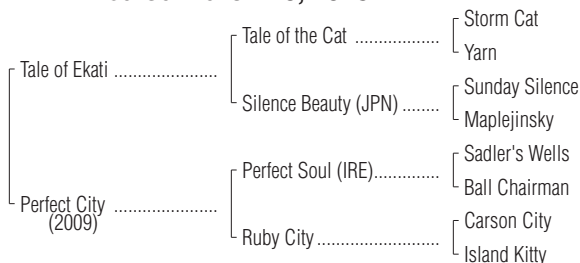 Tale of Ekati ......................
Perfect City ......................
(2009)
Tale of the Cat ..................
Silence Beauty (JPN) ........
Perfect Soul (IRE)..............
Ruby City..........................
Storm Cat
Yarn
Sunday Silence
Maplejinsky
Sadler's Wells
Ball Chairman
Carson City
Island Kitty